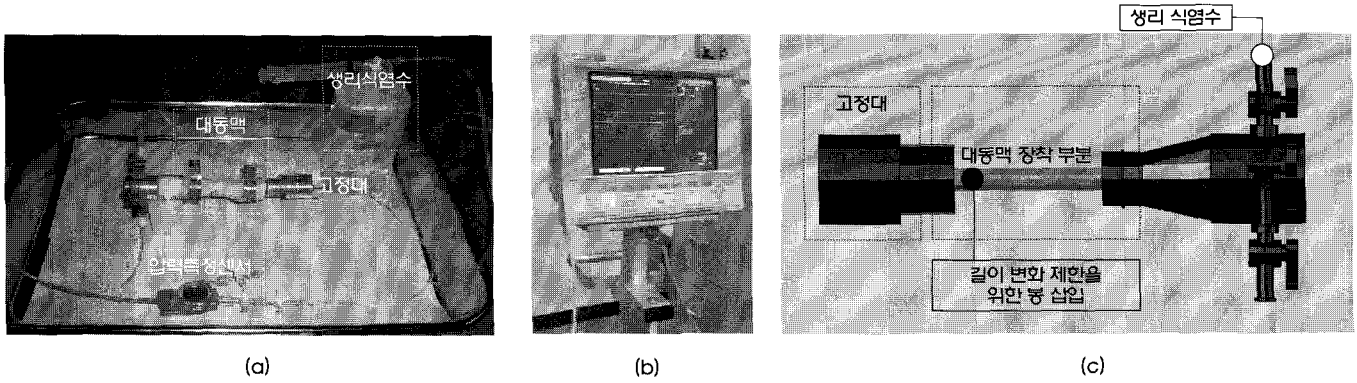 생리식염수
대동맥
고정대
압력측정센서
(a)
(b)
생리 식염수
고정대
대동맥 장착 부분
길이 변화 제한을
위한 봉 삽입
(c)